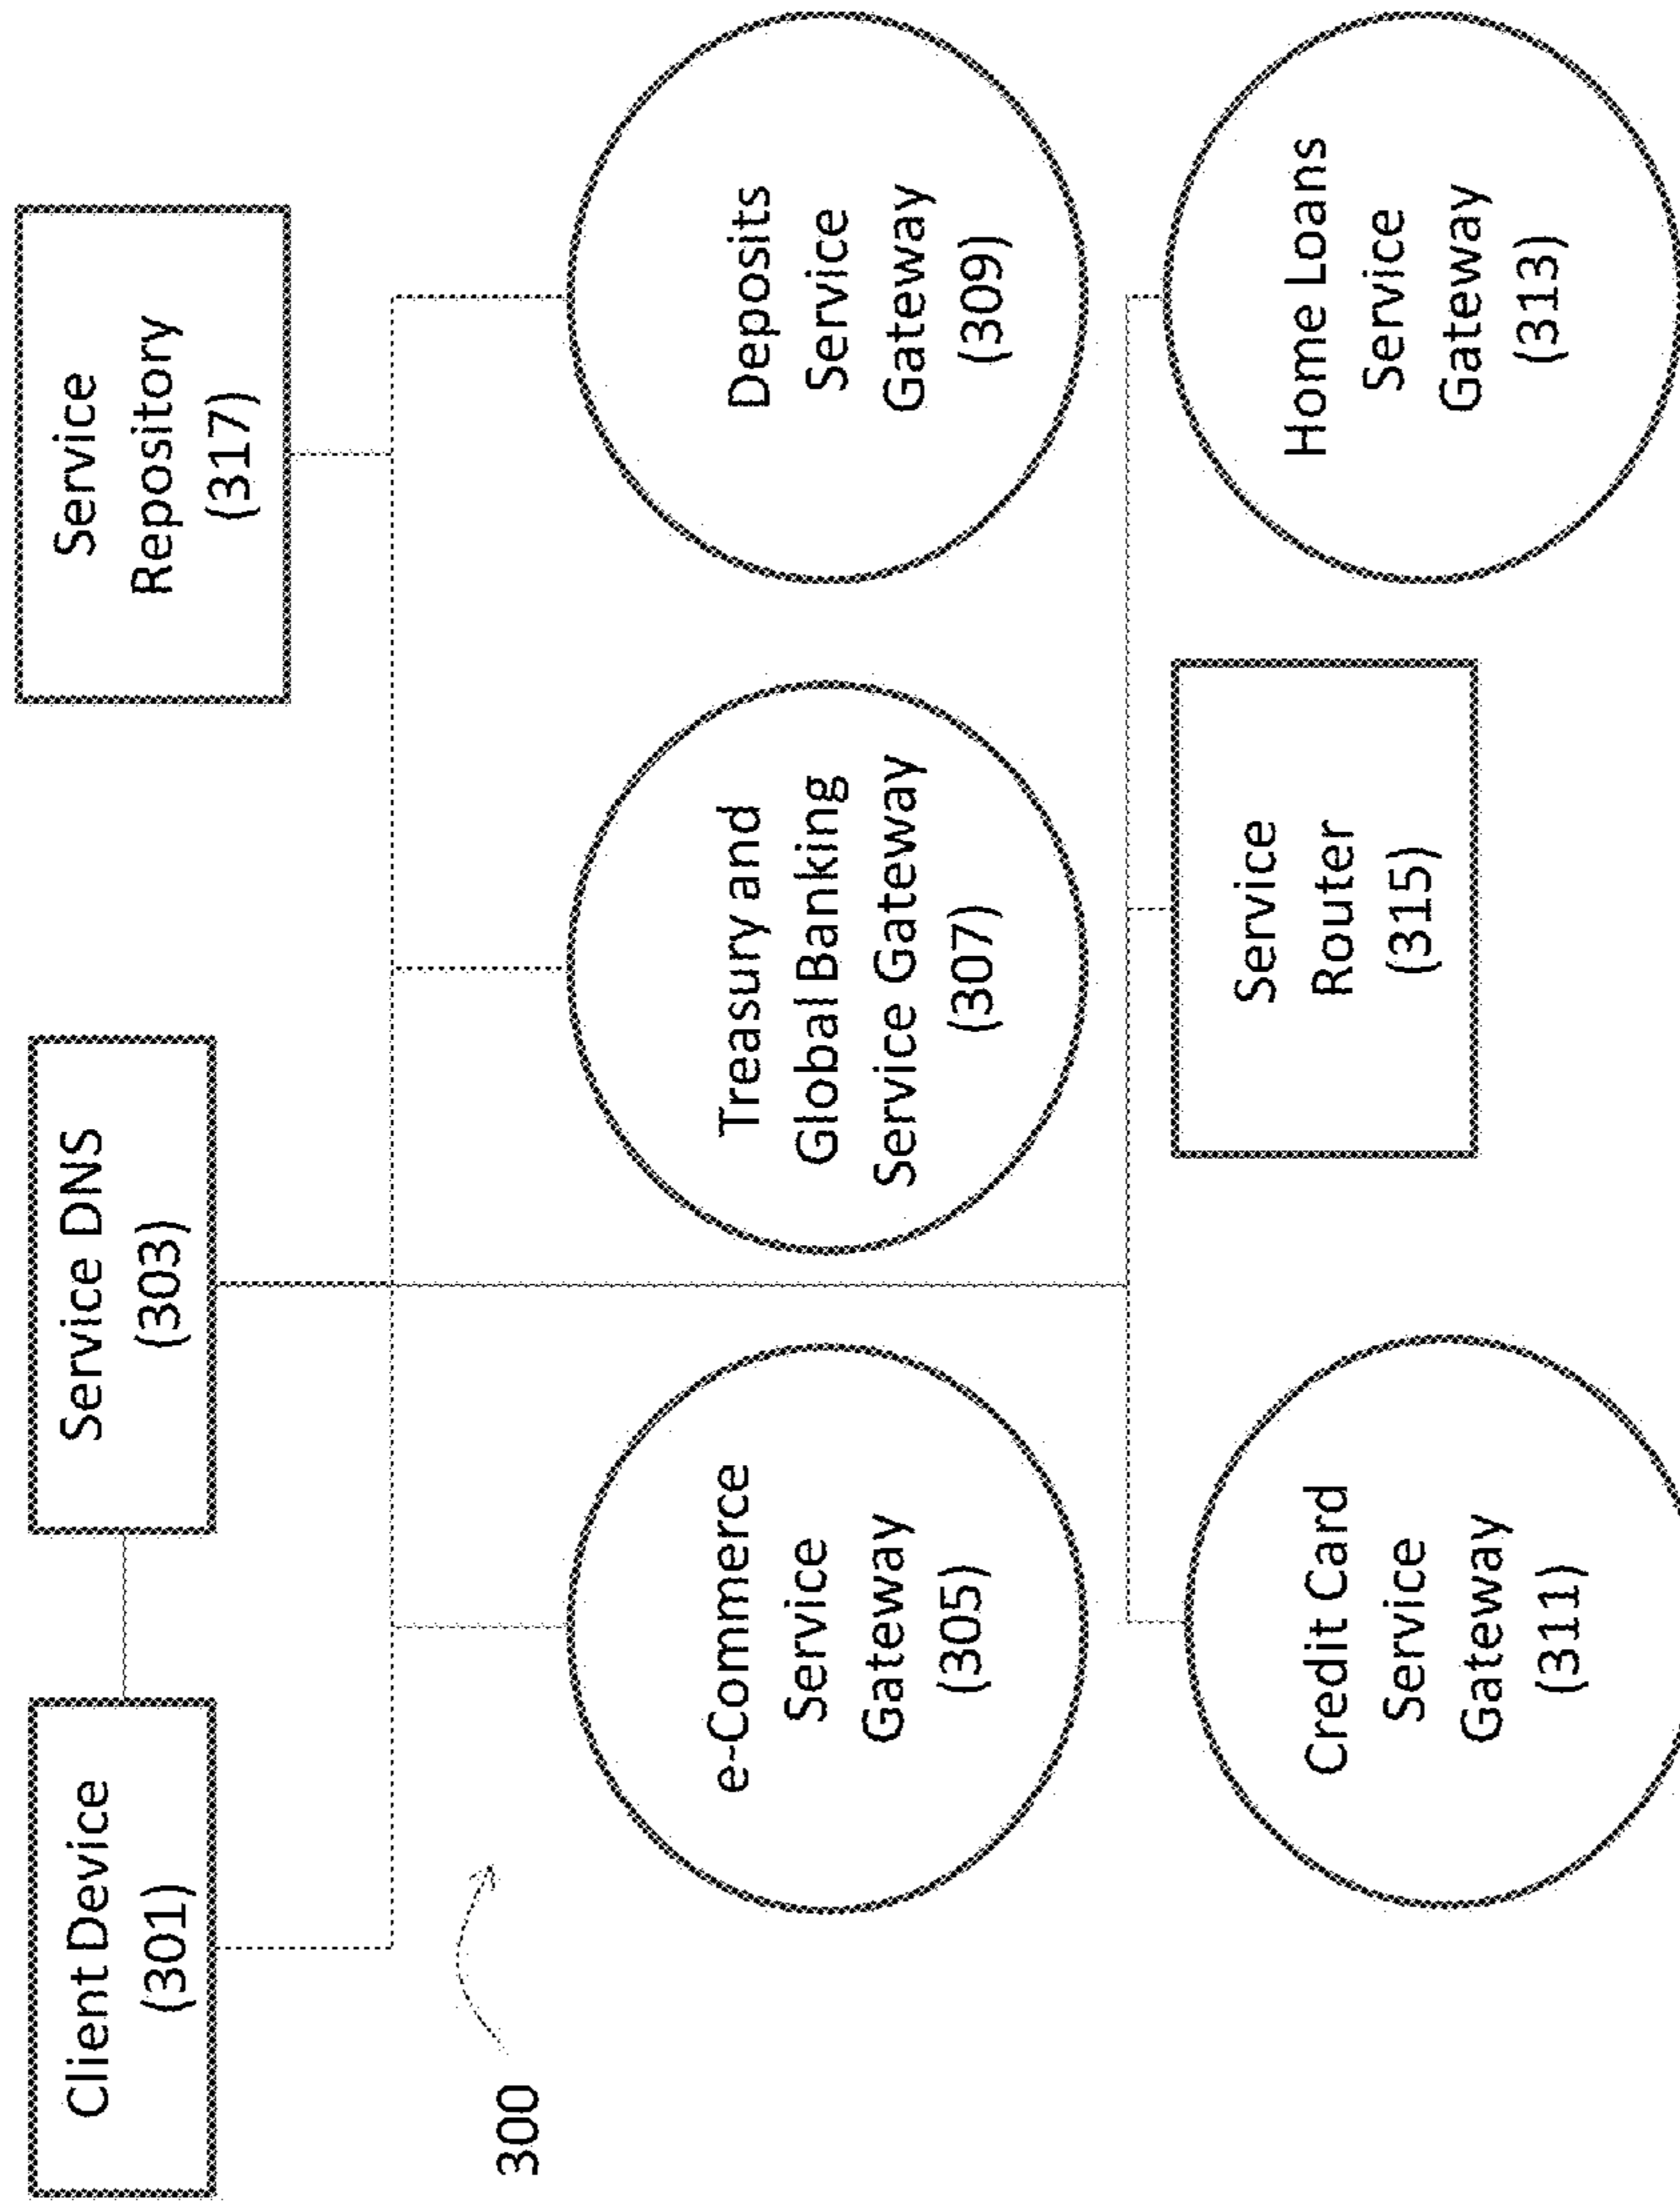 Client Device
(301)
Service DNS
(303)
Service
Repository
(317)
300
e-Commerce
Service
Gateway
(305)
Treasury and
Global Banking
Service Gateway
(307)
Deposits
Service
Gateway
(309)
Credit Card
Service
Gateway
(311)
Service
Router
(315)
Home Loans
Service
Gateway
(313)